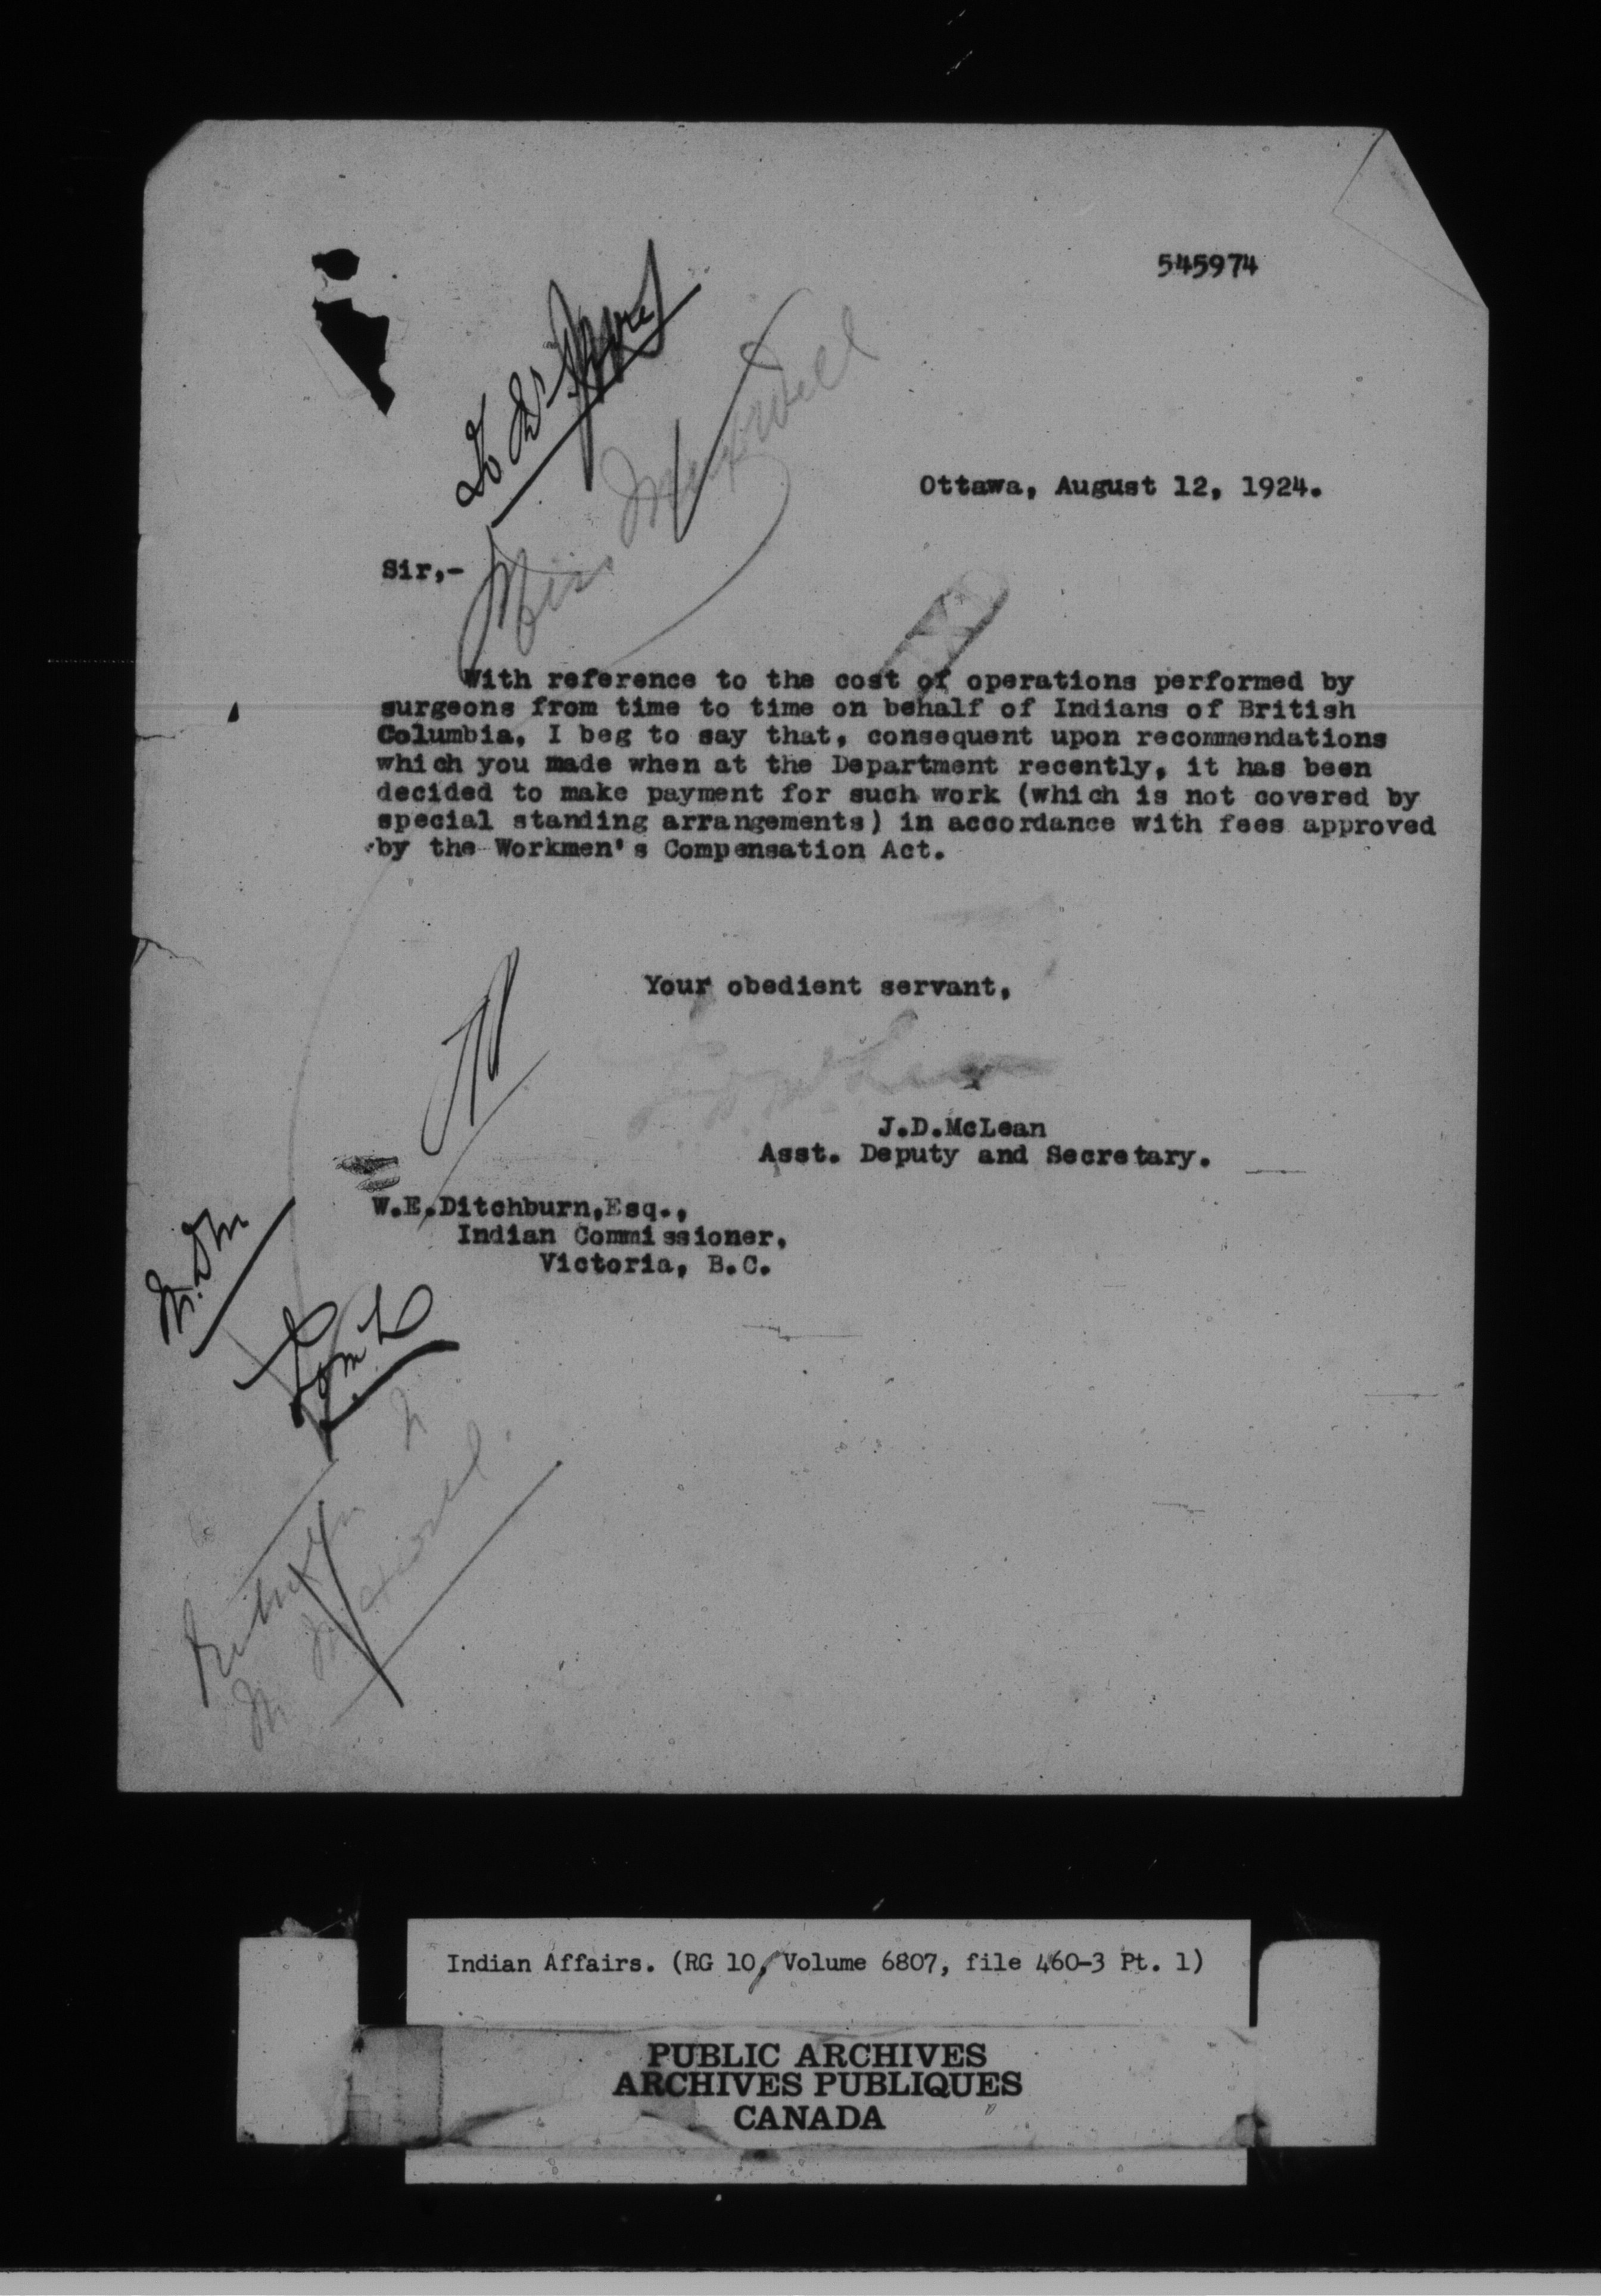 545974
To Dr
Miss Maxwell
Ottawa, August 12, 1924.
Sir,-
With reference to the cost of operations performed by
surgeons from time to time on behalf of Indians of British
Columbia, I beg to say that, consequent upon recommendations
which you made when at the Department recently, it has been
decided to make payment for such work (which is not covered by
special standing arrangements) in accordance with fees approved
by the Workmen's Compensation Act.
Your obedient servant,
J.D.McLean
J.D.McLean
Asst. Deputy and Secretary.
W.E.Ditchburn,Esq.,
Indian Commissioner,
Victoria, B.C.
Indian Affairs. (RG 10, Volume 6807, file 460-3 Pt. 1)
PUBLIC ARCHIVES
ARCHIVES PUBLIQUES
CANADA